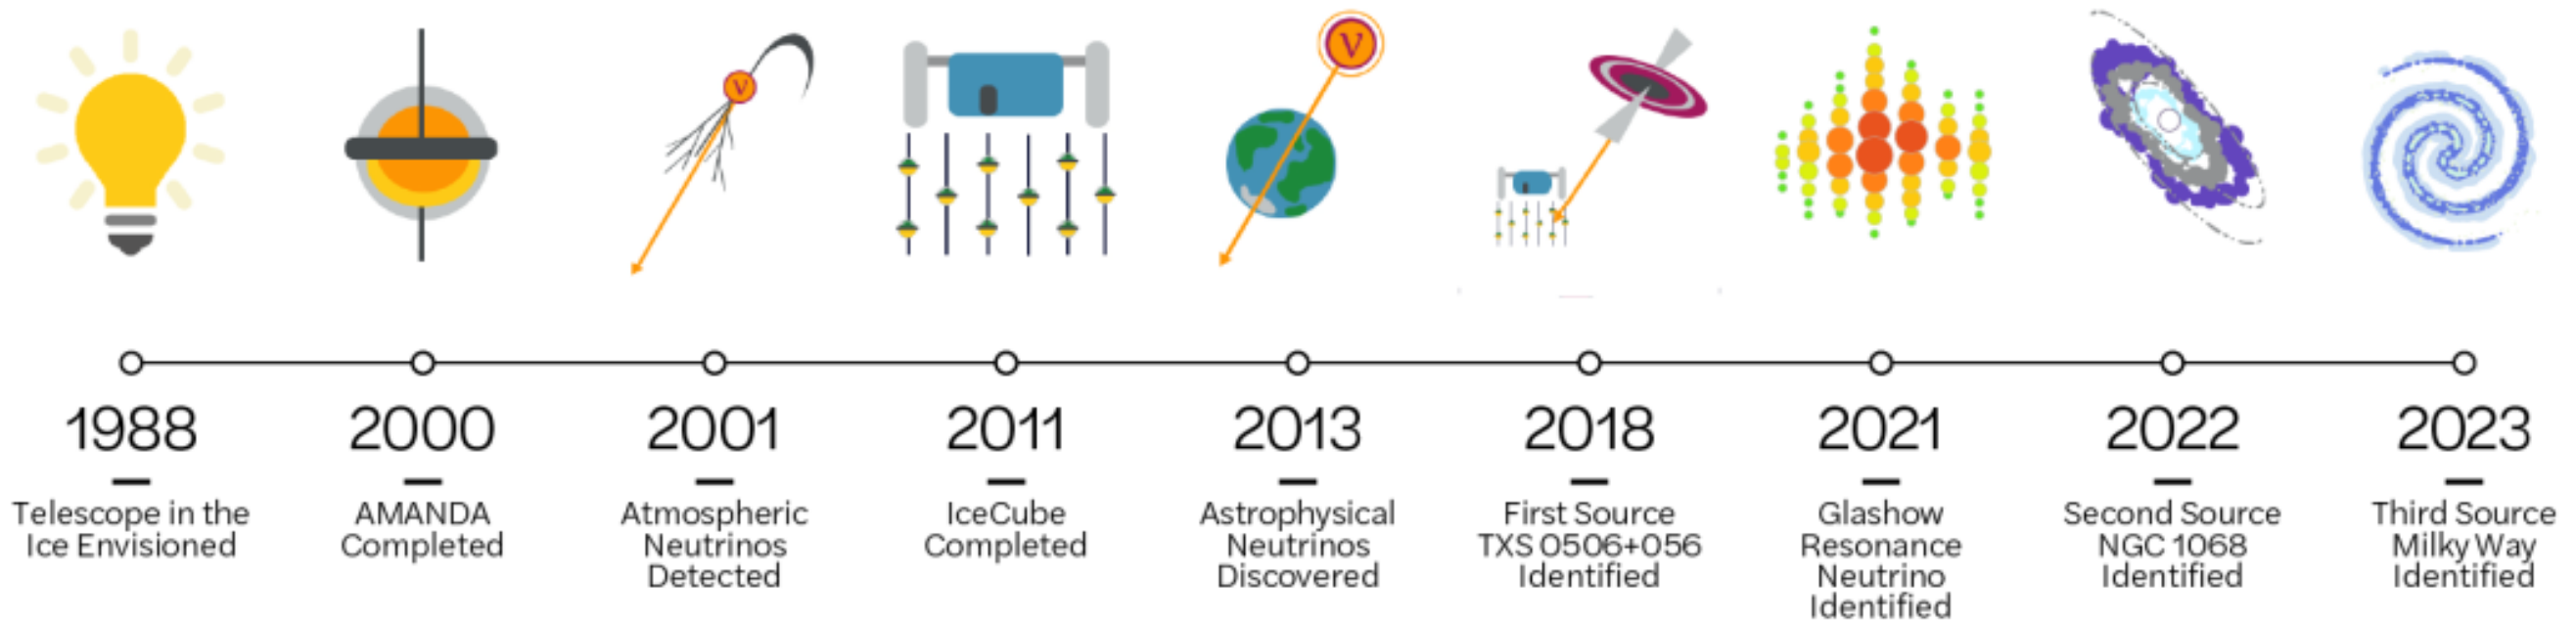 V
V
1988
Telescope in the
Ice Envisioned
2000
AMANDA
Completed
2001
Atmospheric
Neutrinos
Detected
2011
IceCube
Completed
2013
Astrophysical
Neutrinos
Discovered
2018
First Source
TXS 0506+056
Identified
2021
Glashow
Resonance
Neutrino
Identified
2022
Second Source
NGC 1068
Identified
2023
Third Source
Milky Way
Identified